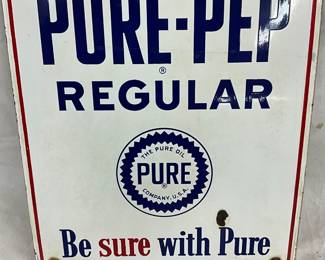 PURE-PEP
®
REGULAR
THE PURE OIL
PURE
®
COMPANY, U.S.A.
Be sure with Pure